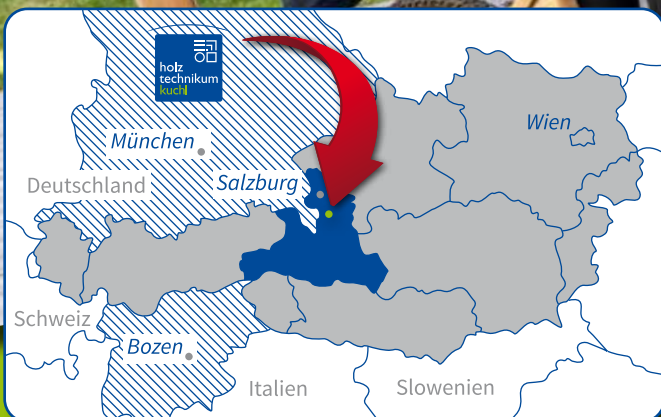 holz
technikum
kuchl
Wien
München
Deutschland
Salzburg
Schweiz
Bozen
Italien
Slowenien